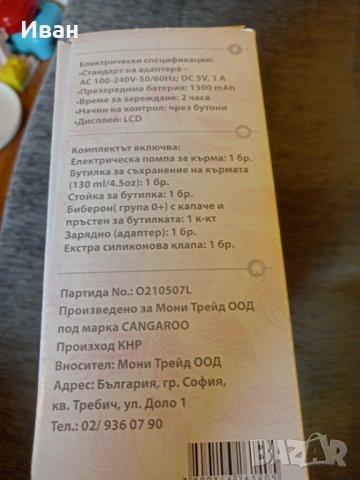 Иван
Електрически спецификации:
•Стандарт на адаптера –
AC 100-240V-50/60Hz; DC 5V, 1 A
•Презаредима батерия: 1300 mAh
•Време за зареждане: 2 часа
•Начин на контрол: чрез бутони
•Дисплей: LCD
Комплектът включва:
Електрическа помпа за кърма: 1 бр.
Бутилка за съхранение на кърмата
(130 ml/4.5oz): 1 бр.
Стойка за бутилка: 1 бр.
Биберон( група 0+) с капаче и
пръстен за бутилката: 1 к-кт
Зарядно (адаптер): 1 бр.
Екстра силиконова клапа: 1 бр.
Партида No.: O210507L
Произведено за Мони Трейд ООД
под марка CANGAROO
Произход КНР
Вносител: Мони Трейд ООД
Адрес: България, гр. София,
кв. Требич, ул. Доло 1
Тел.: 02/ 936 07 90
BAZAR